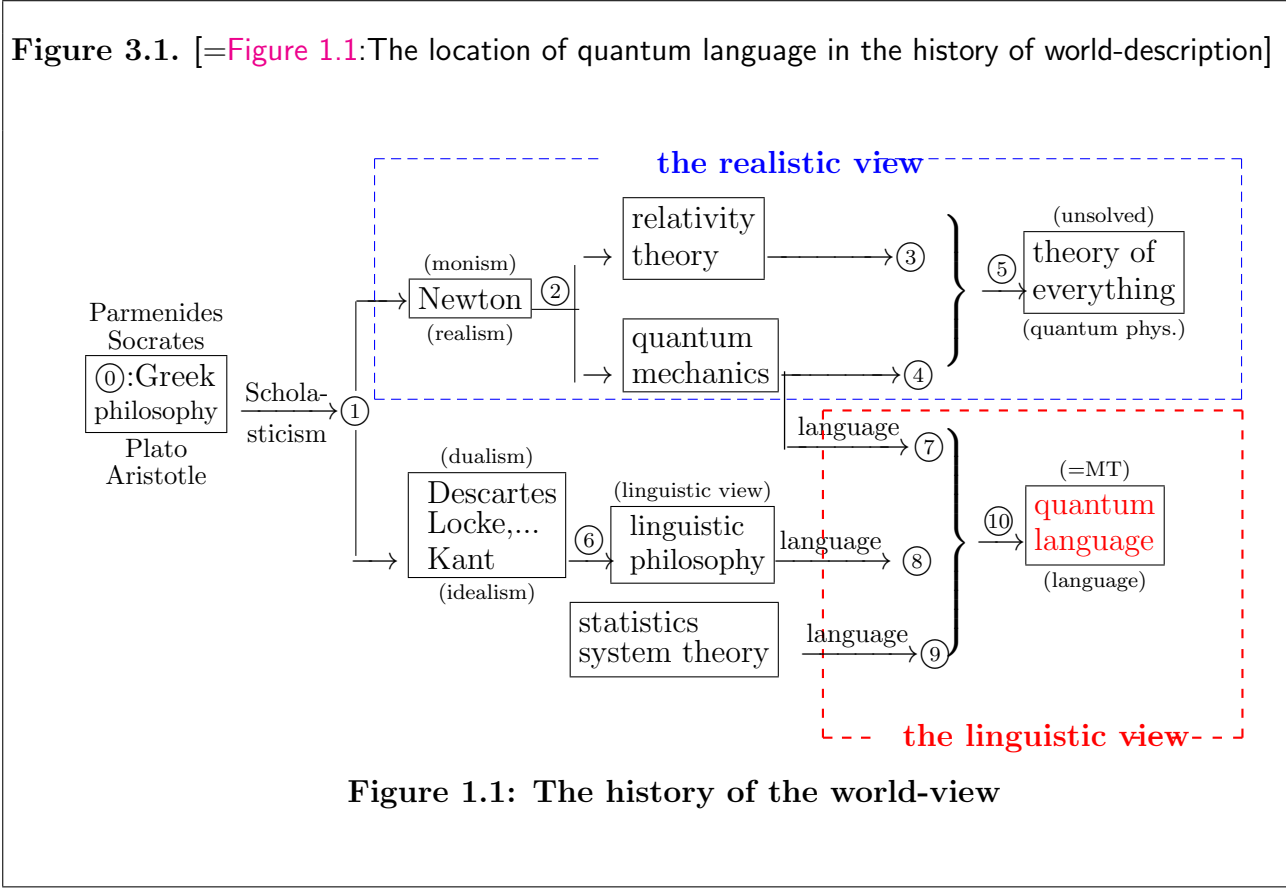 Figure 3.1. [=Figure 1.1:The location of quantum language in the history of world-description]
the realistic view
Parmenides
Socrates
⓪:Greek
philosophy
Plato
Aristotle
Schola-
sticism
①
(monism)
Newton
(realism)
②
relativity
theory
③
quantum
mechanics
④
⑤
(unsolved)
theory of
everything
(quantum phys.)
language
⑦
(dualism)
Descartes
Locke,...
Kant
(idealism)
⑥
(linguistic view)
linguistic
philosophy
language
⑧
statistics
system theory
language
⑨
⑩
(=MT)
quantum
language
(language)
the linguistic view
Figure 1.1: The history of the world-view